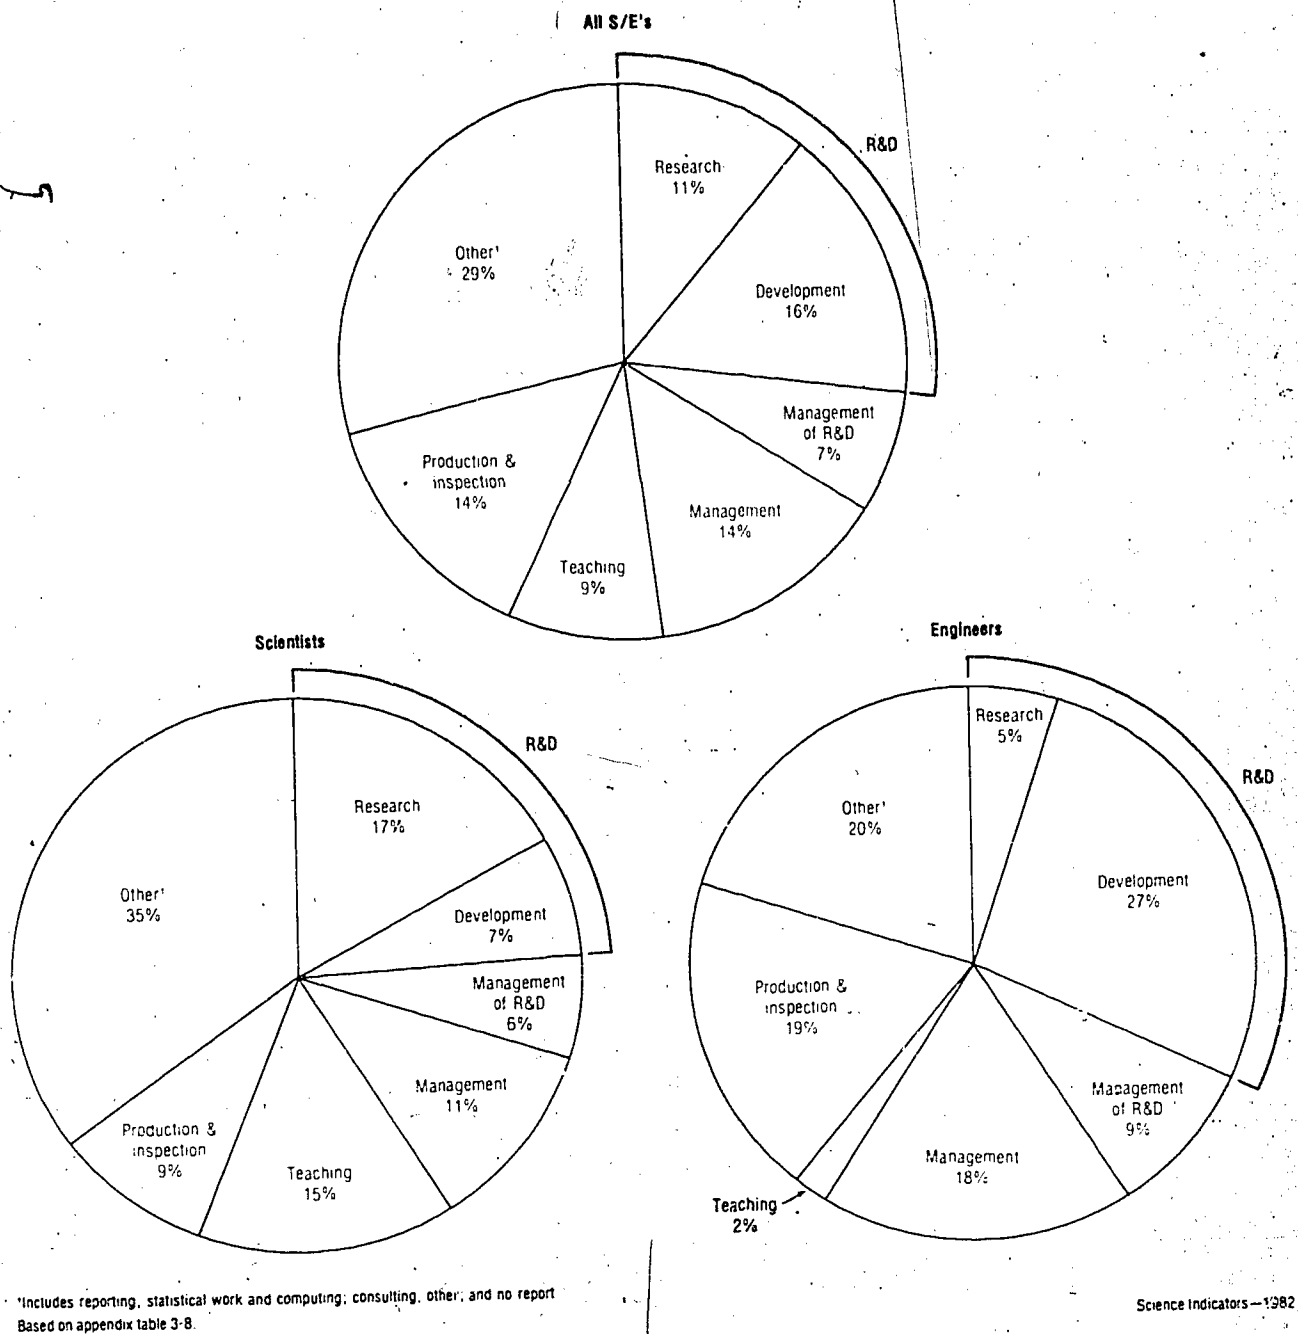 All S/E's
R&D
Research
11%
Other¹
29%
Development
16%
Management
of R&D
7%
Production &
inspection
14%
Management
14%
Teaching
9%
Scientists
R&D
Research
17%
Other¹
35%
Development
7%
Management
of R&D
6%
Management
11%
Production &
inspection
9%
Teaching
15%
Engineers
R&D
Research
5%
Other¹
20%
Development
27%
Production &
inspection
19%
Management
of R&D
9%
Management
18%
Teaching
2%
¹Includes reporting, statistical work and computing; consulting, other; and no report
Based on appendix table 3-8.
Science Indicators—1982